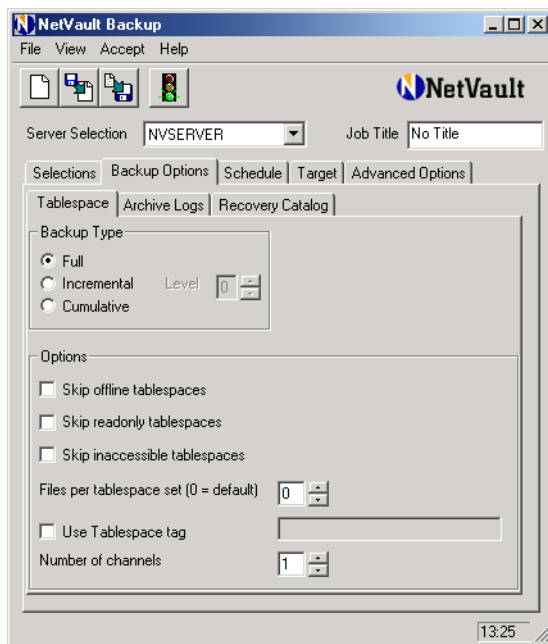 NetVault Backup
File View Accept Help
NetVault
Server Selection NVSERVER Job Title No Title
Selections Backup Options Schedule Target Advanced Options
Tablespace Archive Logs Recovery Catalog
Backup Type
Full
Incremental Level 0
Cumulative
Options
Skip offline tablespaces
Skip readonly tablespaces
Skip inaccessible tablespaces
Files per tablespace set (0 = default) 0
Use Tablespace tag
Number of channels 1
13:25